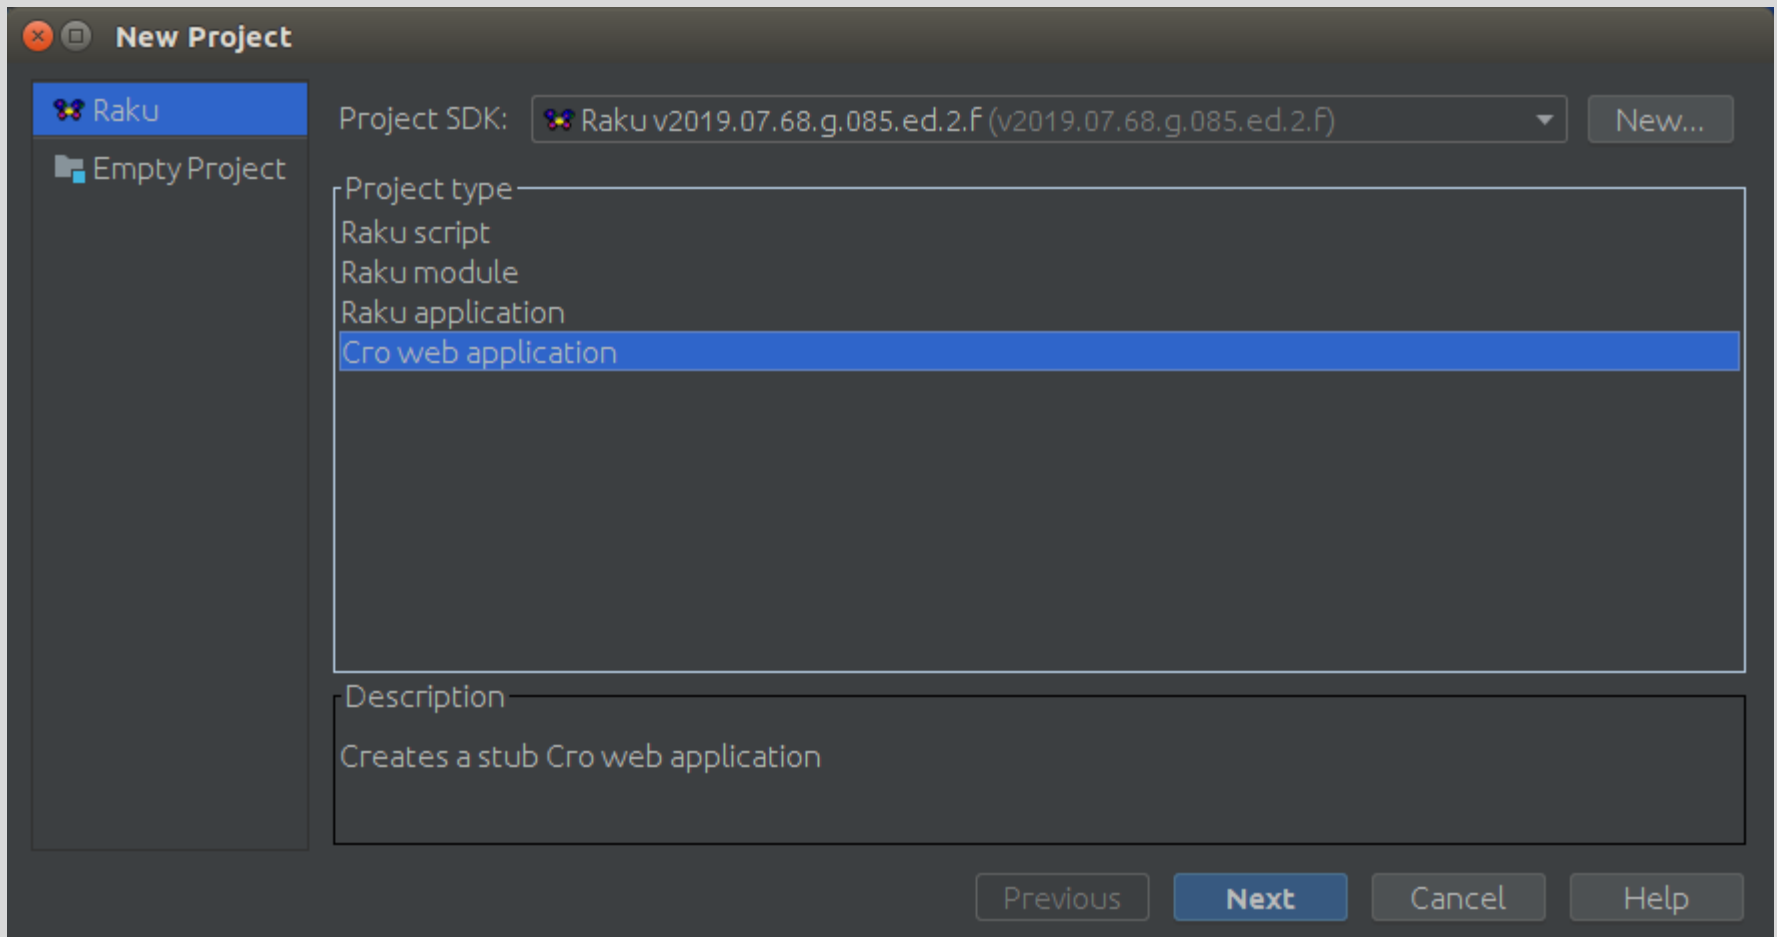 New Project
Raku
Empty Project
Project SDK: Raku v2019.07.68.g.085.ed.2.f (v2019.07.68.g.085.ed.2.f) New...
Project type
Raku script
Raku module
Raku application
Cro web application
Description
Creates a stub Cro web application
Previous Next Cancel Help